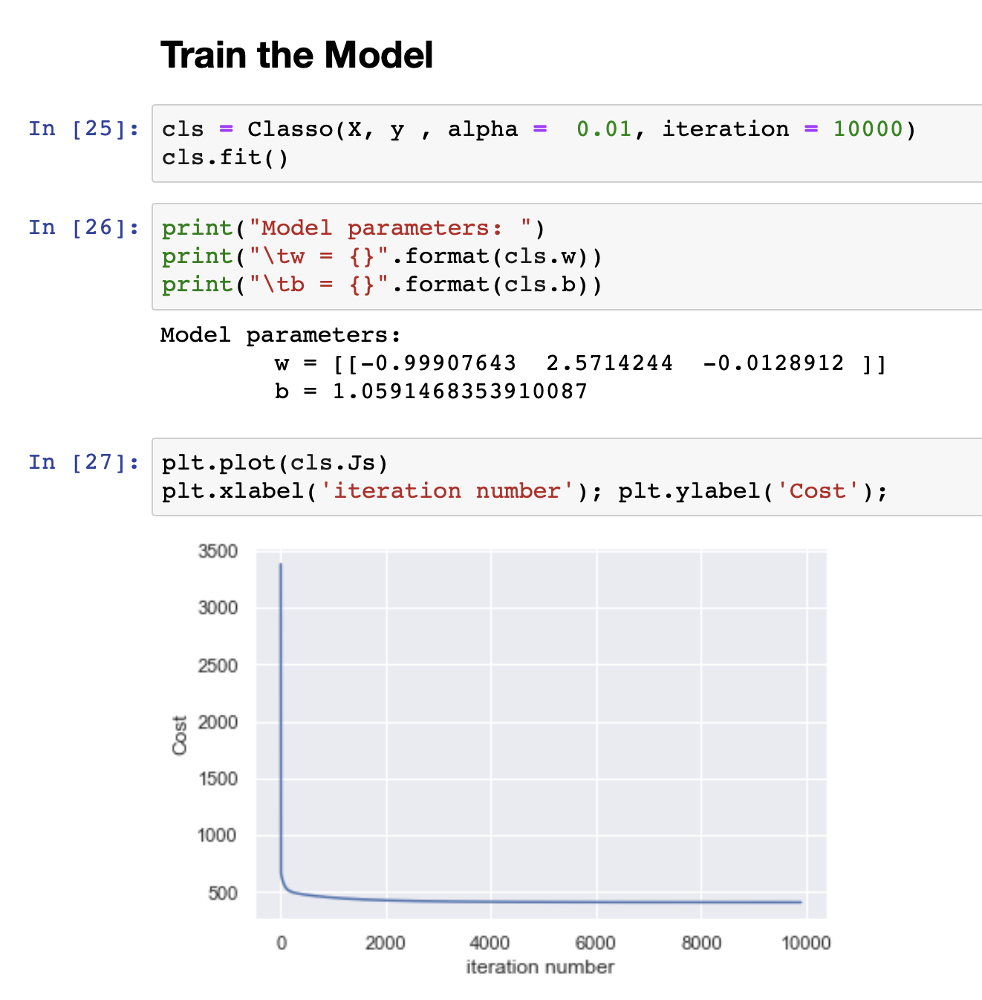 Train the Model
In [25]: cls = Classo(X, y , alpha =  0.01, iteration = 10000)
cls.fit()
In [26]: print("Model parameters: ")
print("\tw = {}".format(cls.w))
print("\tb = {}".format(cls.b))
Model parameters:
w = [[-0.99907643  2.5714244  -0.0128912 ]]
b = 1.0591468353910087
In [27]: plt.plot(cls.Js)
plt.xlabel('iteration number'); plt.ylabel('Cost');
3500
3000
2500
2000
1500
1000
500
Cost
0 2000 4000 6000 8000 10000
iteration number